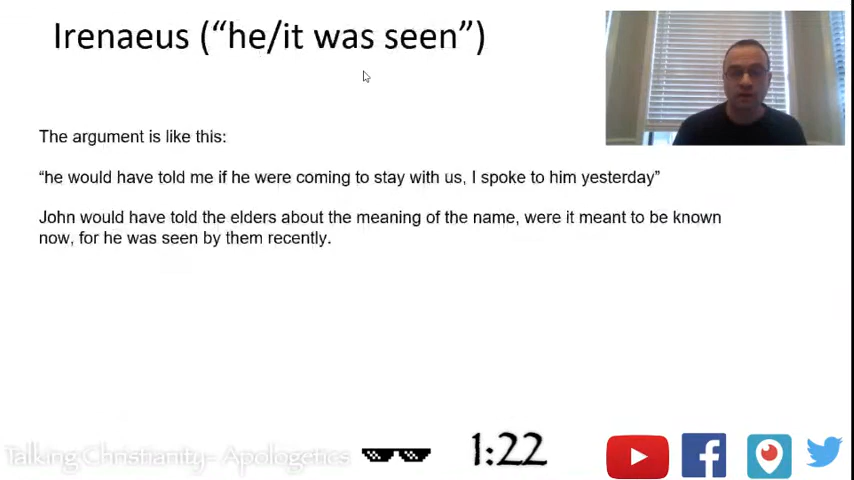 Irenaeus (“he/it was seen”)
The argument is like this:
“he would have told me if he were coming to stay with us, I spoke to him yesterday”
John would have told the elders about the meaning of the name, were it meant to be known
now, for he was seen by them recently.
Talking Christianity- Apologetics
1:22